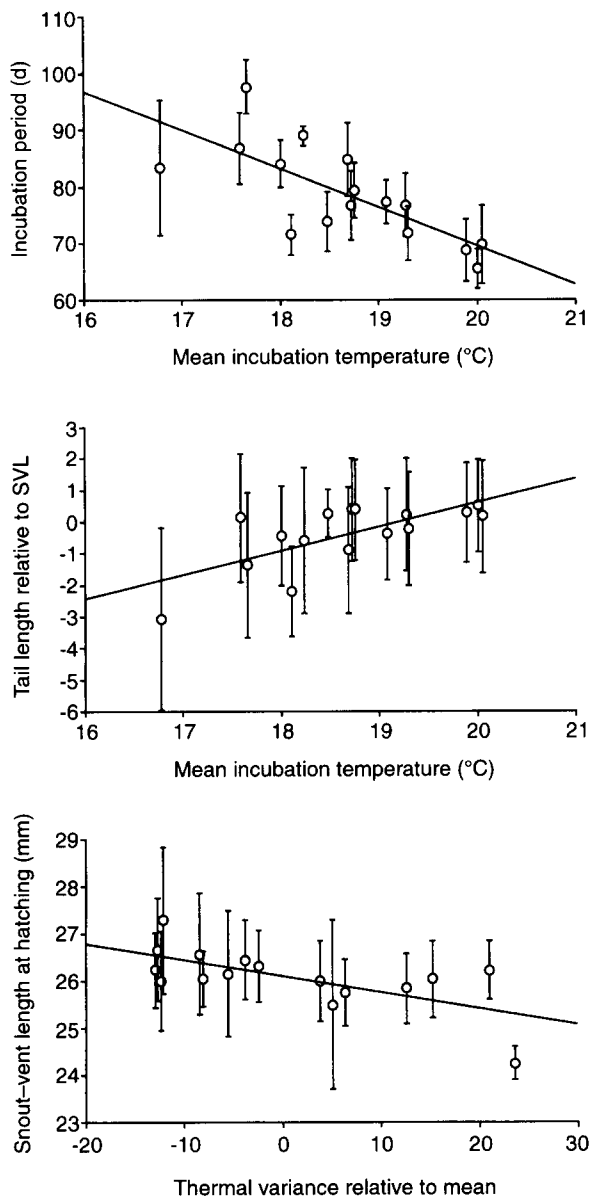 110
100
90
80
70
60
Incubation period (d)
16 17 18 19 20 21
Mean incubation temperature (°C)
3
2
1
0
-1
-2
-3
-4
-5
-6
Tail length relative to SVL
16 17 18 19 20 21
Mean incubation temperature (°C)
29
28
27
26
25
24
23
Snout–vent length at hatching (mm)
-20 -10 0 10 20 30
Thermal variance relative to mean